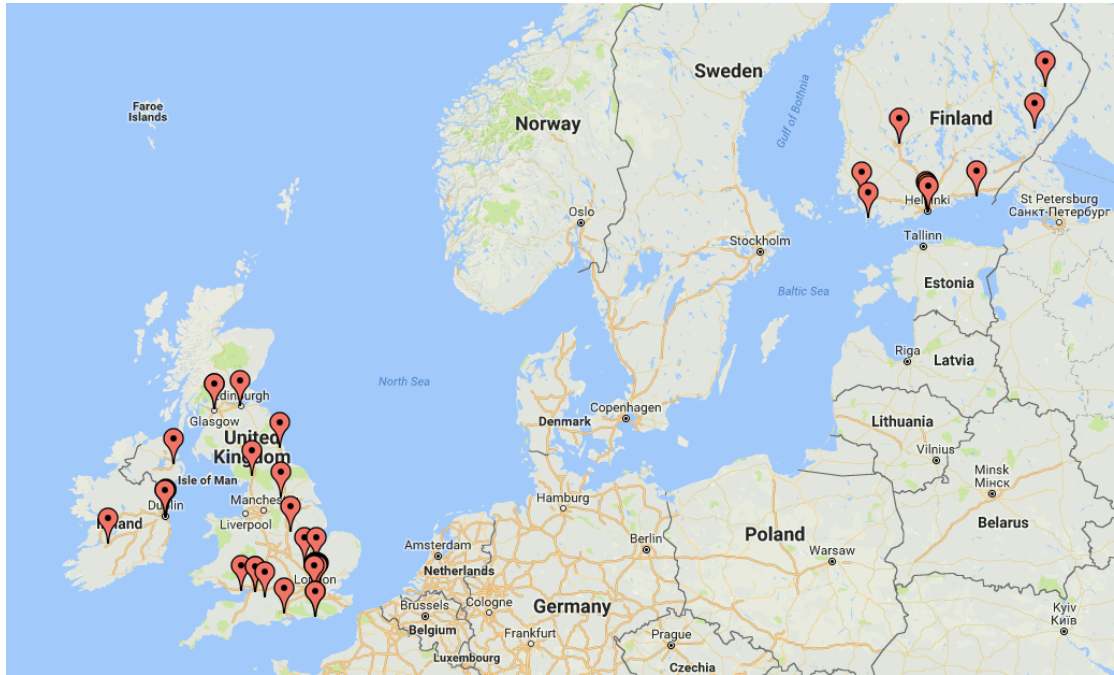 Faroe
Islands
Sweden
Norway
Gulf of Bothnia
Finland
Helsinki
St Petersburg
Санкт-Петербург
Oslo
Stockholm
Tallinn
Estonia
Baltic Sea
Riga
Latvia
North Sea
Edinburgh
Glasgow
United
Kingdom
Isle of Man
Dublin
Ireland
Manchester
Liverpool
London
Copenhagen
Denmark
Lithuania
Vilnius
Minsk
Мінск
Belarus
Hamburg
Amsterdam
Netherlands
Berlin
Poland
Warsaw
Brussels
Belgium
Cologne
Germany
Frankfurt
Luxembourg
Prague
Czechia
Kyiv
Київ